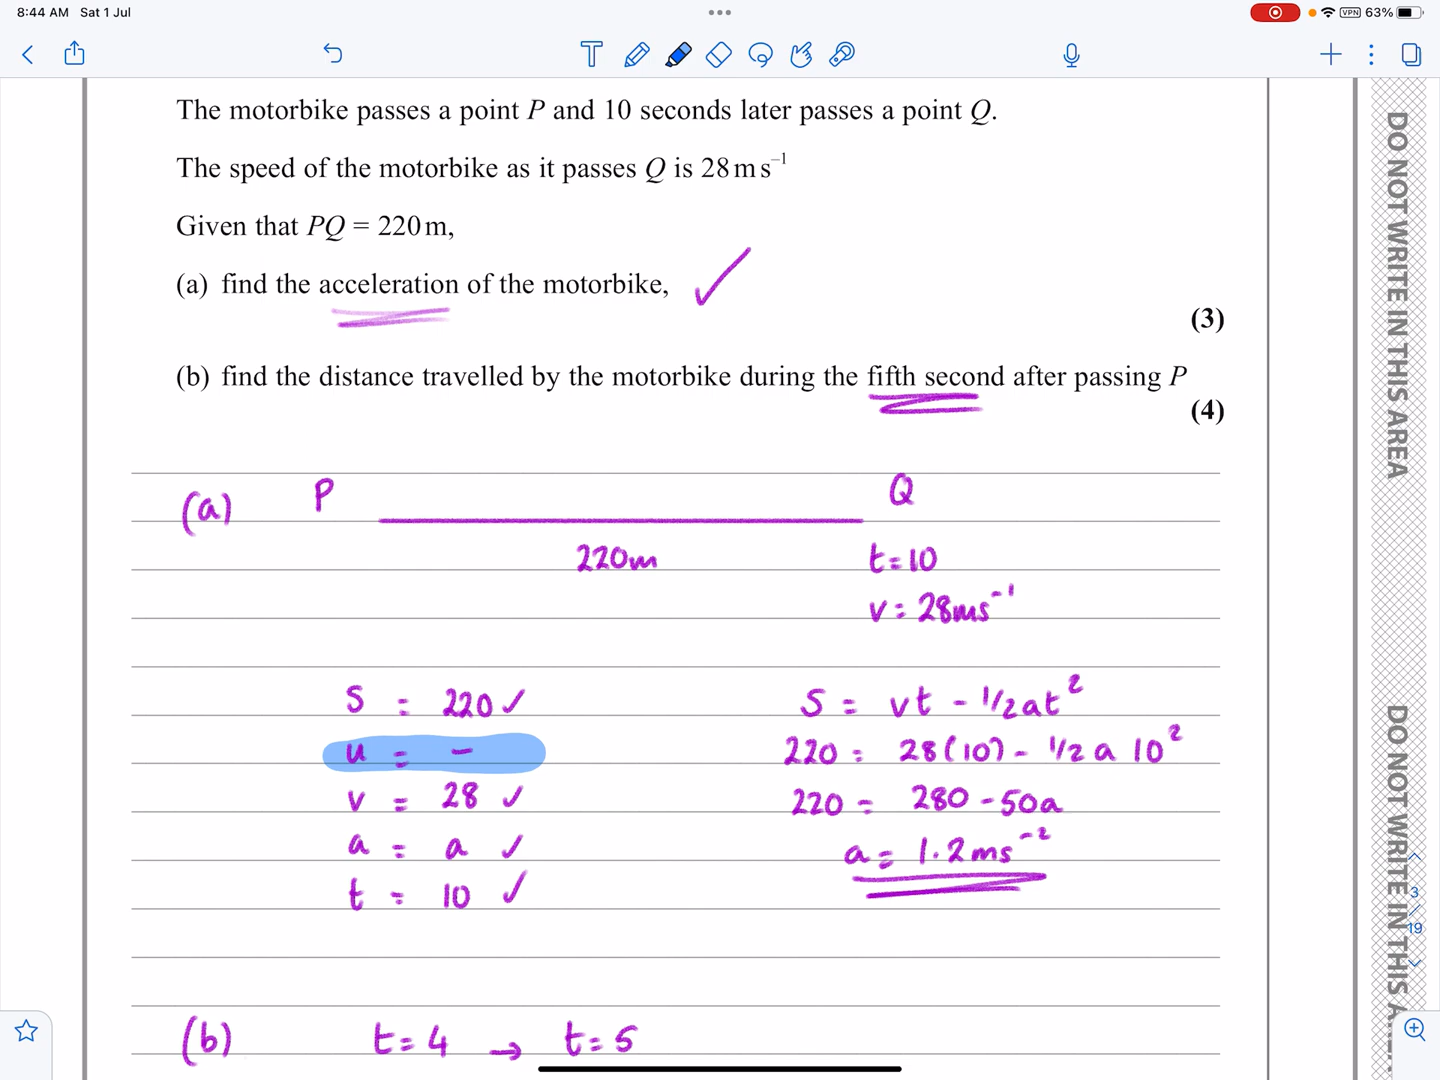 8:44 AM Sat 1 Jul
VPN 63%
The motorbike passes a point P and 10 seconds later passes a point Q.
The speed of the motorbike as it passes Q is 28 m s⁻¹
Given that PQ = 220 m,
(a) find the acceleration of the motorbike, ✓
(3)
(b) find the distance travelled by the motorbike during the fifth second after passing P
(4)
(a) P Q
220m t = 10
v = 28ms⁻¹
S = 220 ✓
u = –
v = 28 ✓
a = a ✓
t = 10 ✓
S = vt - 1/2at²
220 = 28(10) - 1/2 a 10²
220 = 280 - 50a
a = 1.2ms⁻²
(b) t = 4 → t = 5
DO NOT WRITE IN THIS AREA
DO NOT WRITE IN THIS A
3
/
19